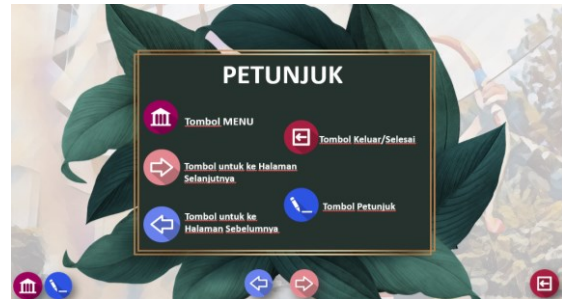 PETUNJUK
Tombol MENU
Tombol Keluar/Selesai
Tombol untuk ke Halaman
Selanjutnya
Tombol Petunjuk
Tombol untuk ke
Halaman Sebelumnya